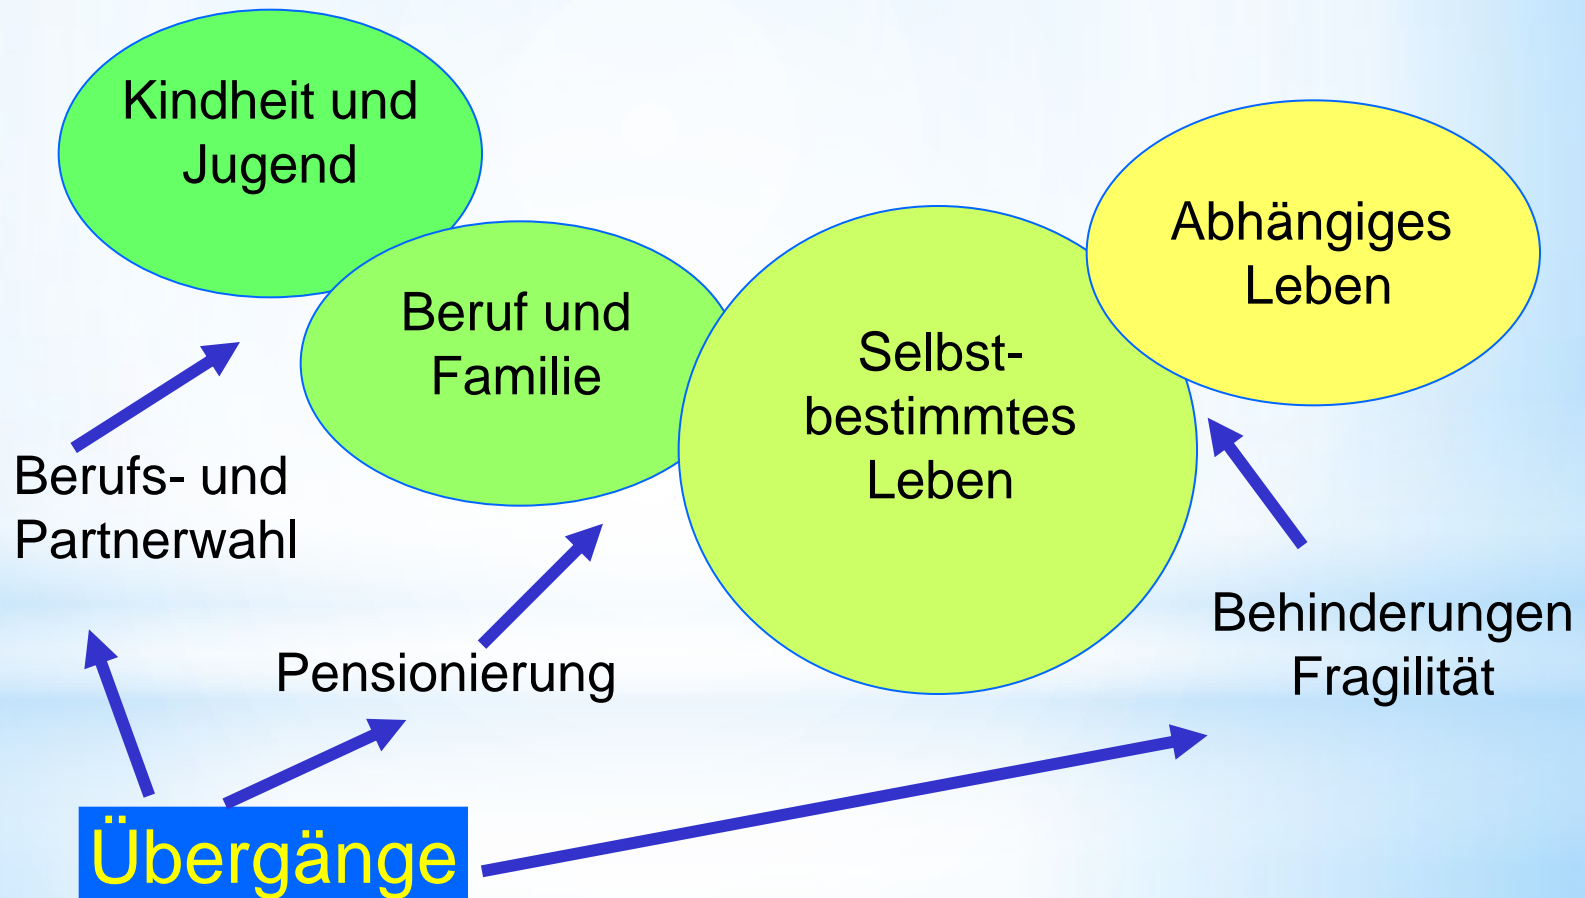 Kindheit und
Jugend
Beruf und
Familie
Selbst-
bestimmtes
Leben
Abhängiges
Leben
Berufs- und
Partnerwahl
Pensionierung
Behinderungen
Fragilität
Übergänge